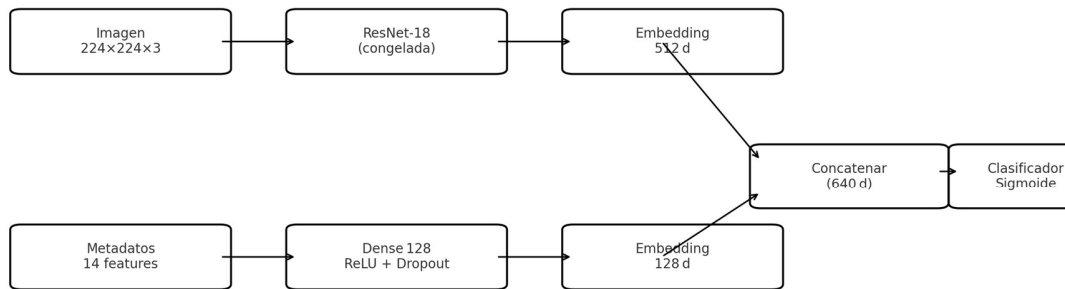 Imagen
224×224×3
ResNet-18
(congelada)
Embedding
512 d
Concatenar
(640 d)
Clasificador
Sigmoide
Metadatos
14 features
Dense 128
ReLU + Dropout
Embedding
128 d